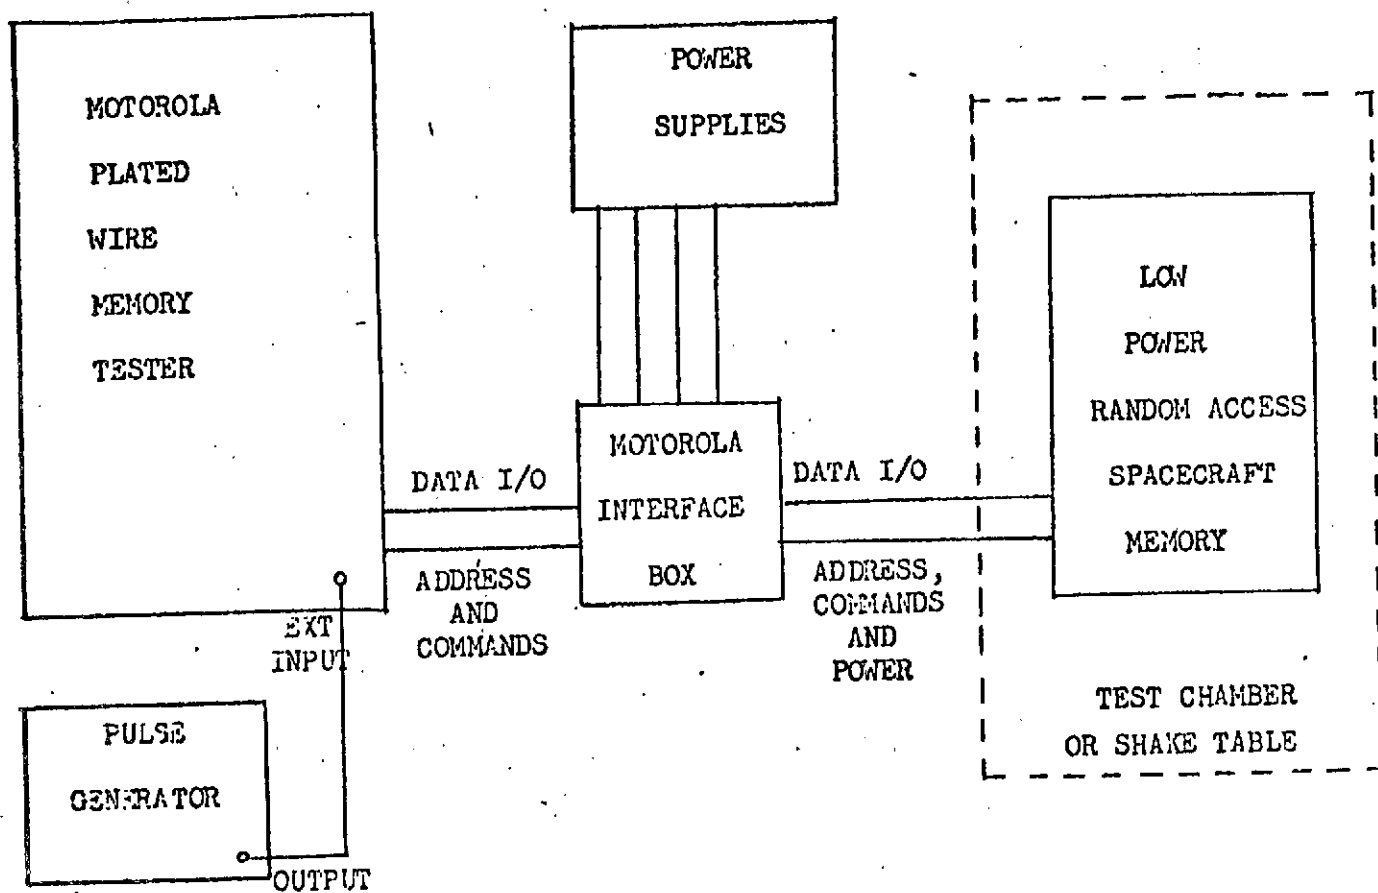 MOTOROLA
PLATED
WIRE
MEMORY
TESTER
POWER
SUPPLIES
LOW
POWER
RANDOM ACCESS
SPACECRAFT
MEMORY
TEST CHAMBER
OR SHAKE TABLE
MOTOROLA
INTERFACE
BOX
DATA I/O
ADDRESS
AND
COMMANDS
DATA I/O
ADDRESS,
COMMANDS
AND
POWER
EXT
INPUT
PULSE
GENERATOR
OUTPUT